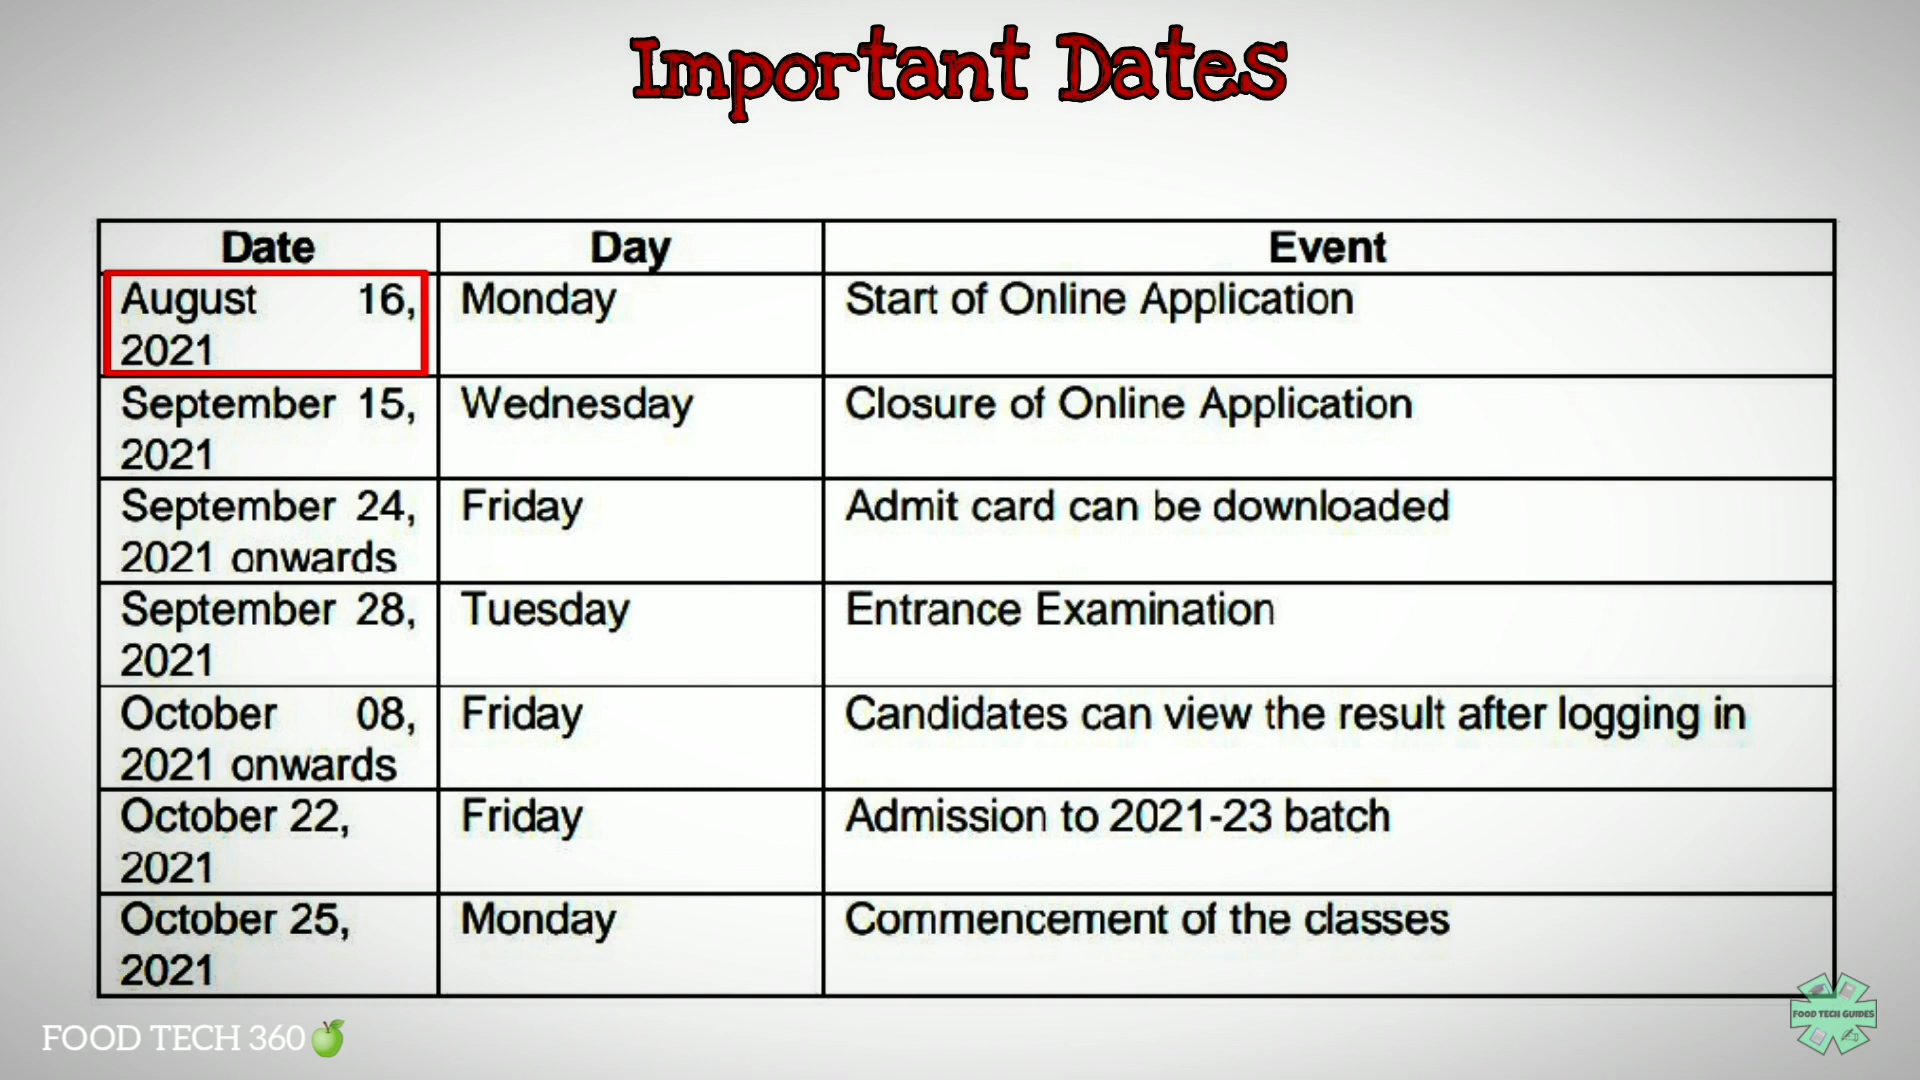 Important Dates
Date Day Event
August 16, Monday Start of Online Application
2021
September 15, Wednesday Closure of Online Application
2021
September 24, Friday Admit card can be downloaded
2021 onwards
September 28, Tuesday Entrance Examination
2021
October 08, Friday Candidates can view the result after logging in
2021 onwards
October 22, Friday Admission to 2021-23 batch
2021
October 25, Monday Commencement of the classes
2021
FOOD TECH 360
FOOD TECH GUIDES